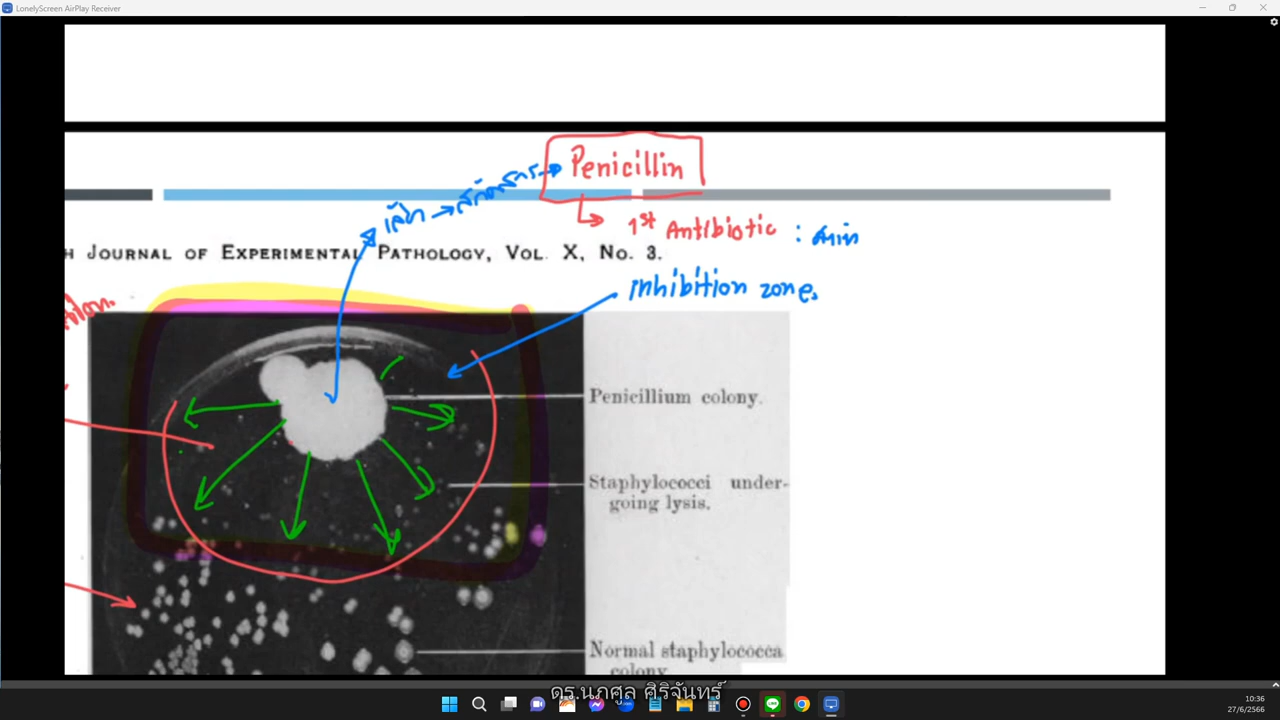 LonelyScreen AirPlay Receiver
Penicillin
1st Antibiotic :
H JOURNAL OF EXPERIMENTAL PATHOLOGY, VOL. X, NO. 3.
Inhibition zone
Penicillium colony.
Staphylococci under-
going lysis.
Normal staphylococca
colony
ดร.นภศูล ศิริจันทร์
10:36
27/6/2566